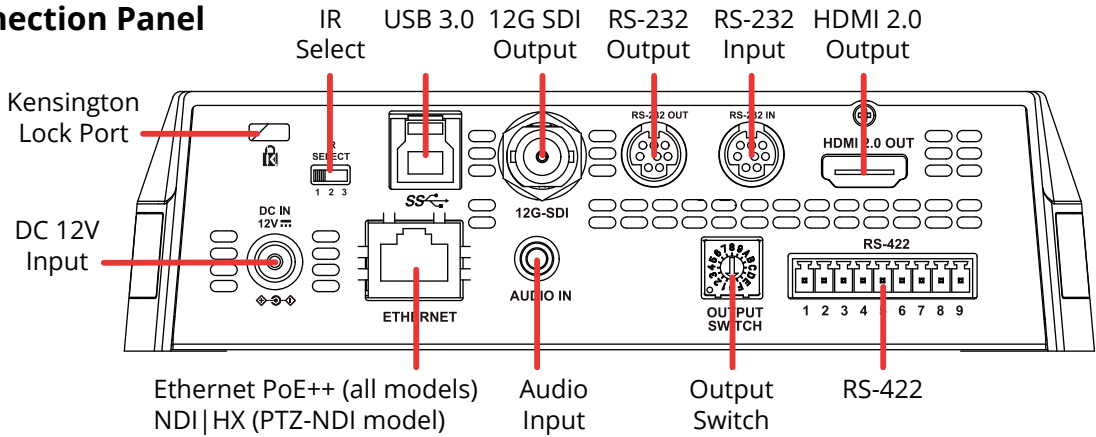 nection Panel
IR
Select
USB 3.0
12G SDI
Output
RS-232
Output
RS-232
Input
HDMI 2.0
Output
Kensington
Lock Port
RS-232 OUT
RS-232 IN
HDMI 2.0 OUT
IR
SELECT
1 2 3
SS
DC IN
12V
12G-SDI
DC 12V
Input
RS-422
AUDIO IN
ETHERNET
OUTPUT
SWITCH
1 2 3 4 5 6 7 8 9
Ethernet PoE++ (all models)
NDI|HX (PTZ-NDI model)
Audio
Input
Output
Switch
RS-422